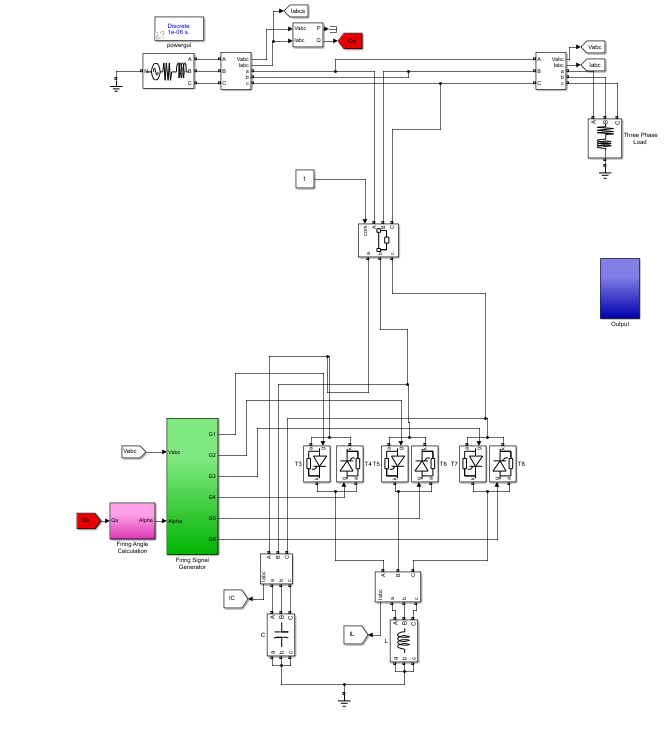 Iabcs
Discrete
1e-06 s.
powergui
Vabc
Iabc
P
Q
Qs
N
A
B
C
A
B
C
Vabc
Iabc
a
b
c
A
B
C
Vabc
Iabc
a
b
c
Vabc
Iabc
A
B
C
Three Phase
Load
1
com
A
B
C
a
b
c
Output
G1
G2
G3
G4
G5
G6
Vabc
Vabc
Alpha
T3
T4
T5
T6
T7
T8
Qs
Alpha
Firing Angle
Calculation
Firing Signal
Generator
A
B
C
Iabc
a
b
c
IC
A
B
C
C
a
b
c
A
B
C
Iabc
a
b
c
IL
A
B
C
L
a
b
c